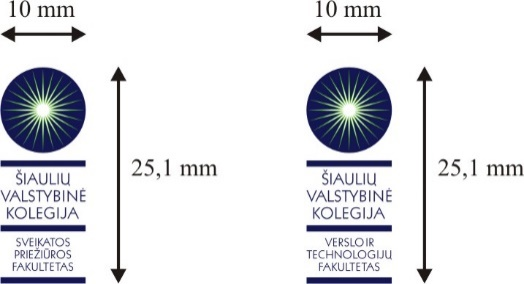 10 mm
25,1 mm
ŠIAULIŲ
VALSTYBINĖ
KOLEGIJA
SVEIKATOS
PRIEŽIŪROS
FAKULTETAS
10 mm
25,1 mm
ŠIAULIŲ
VALSTYBINĖ
KOLEGIJA
VERSLO IR
TECHNOLOGIJŲ
FAKULTETAS